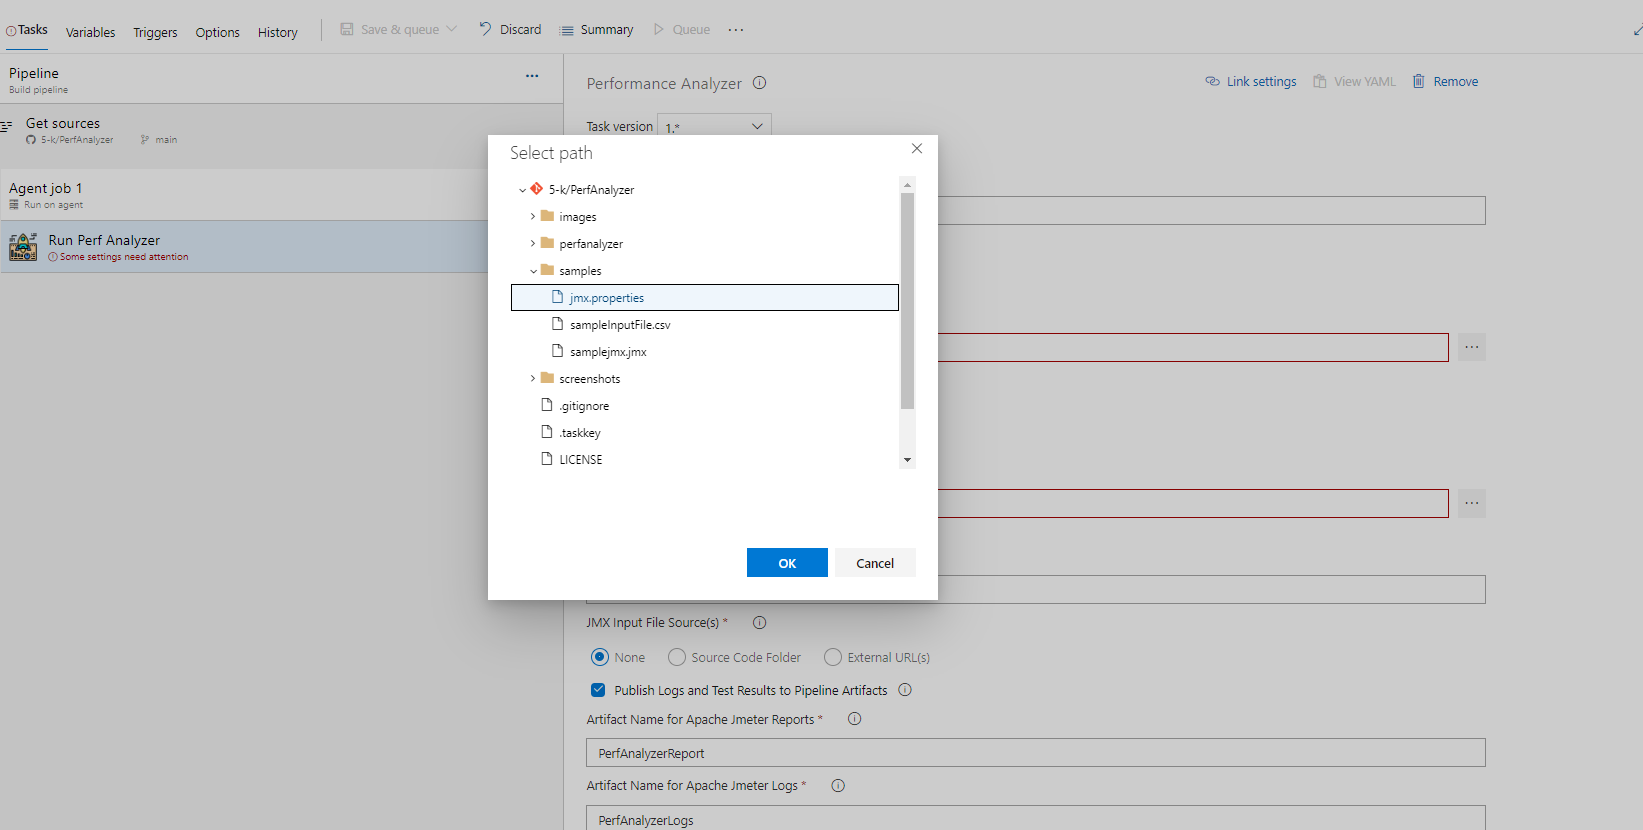 Tasks
Variables
Triggers
Options
History
Save & queue
Discard
Summary
Queue
...
Pipeline
Build pipeline
...
Get sources
5-k/PerfAnalyzer main
Agent job 1
Run on agent
Run Perf Analyzer
Some settings need attention
Performance Analyzer
Link settings
View YAML
Remove
Task version 1.*
Select path
5-k/PerfAnalyzer
images
perfanalyzer
samples
jmx.properties
sampleInputFile.csv
samplejmx.jmx
screenshots
.gitignore
.taskkey
LICENSE
OK
Cancel
...
...
JMX Input File Source(s) *
None Source Code Folder External URL(s)
Publish Logs and Test Results to Pipeline Artifacts
Artifact Name for Apache Jmeter Reports *
PerfAnalyzerReport
Artifact Name for Apache Jmeter Logs *
PerfAnalyzerLogs